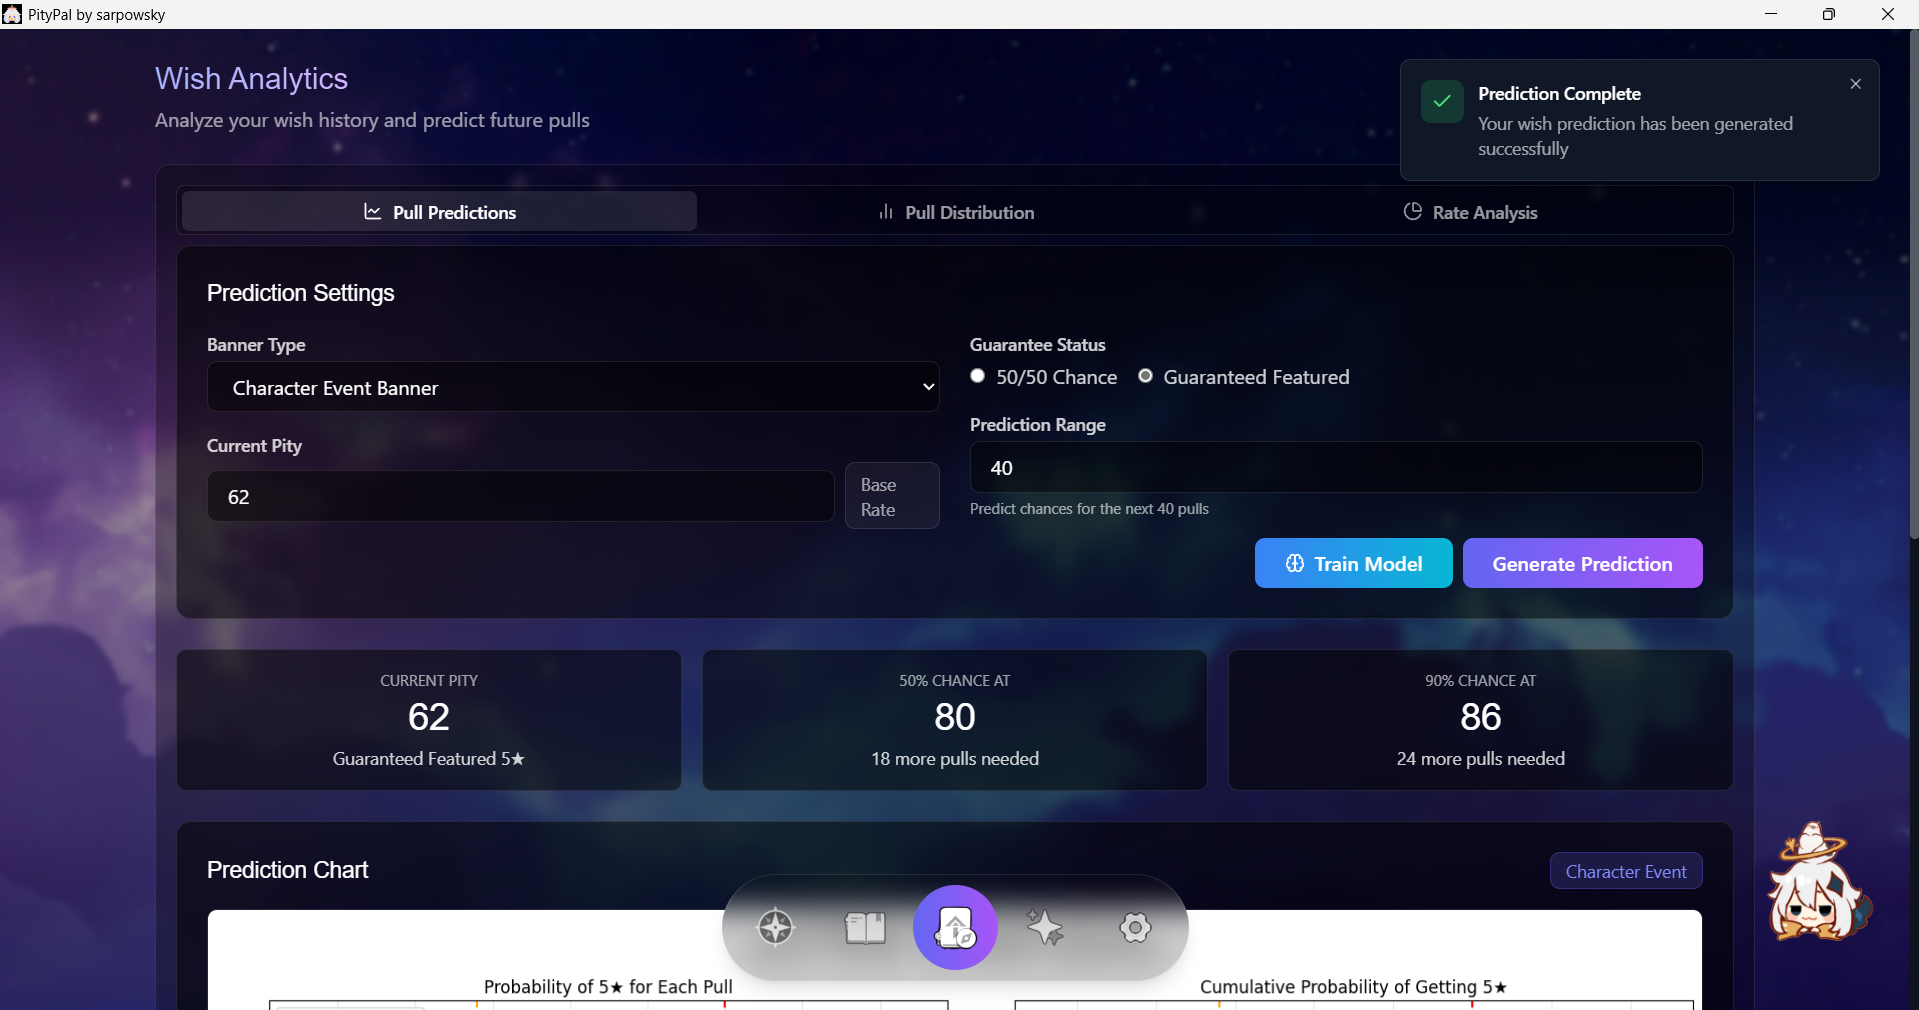 PityPal by sarpowsky
Wish Analytics
Analyze your wish history and predict future pulls
Prediction Complete
Your wish prediction has been generated
successfully
Pull Predictions
Pull Distribution
Rate Analysis
Prediction Settings
Banner Type
Character Event Banner
Current Pity
62
Base
Rate
Guarantee Status
50/50 Chance
Guaranteed Featured
Prediction Range
40
Predict chances for the next 40 pulls
Train Model
Generate Prediction
CURRENT PITY
62
Guaranteed Featured 5★
50% CHANCE AT
80
18 more pulls needed
90% CHANCE AT
86
24 more pulls needed
Prediction Chart
Character Event
Probability of 5★ for Each Pull
Cumulative Probability of Getting 5★